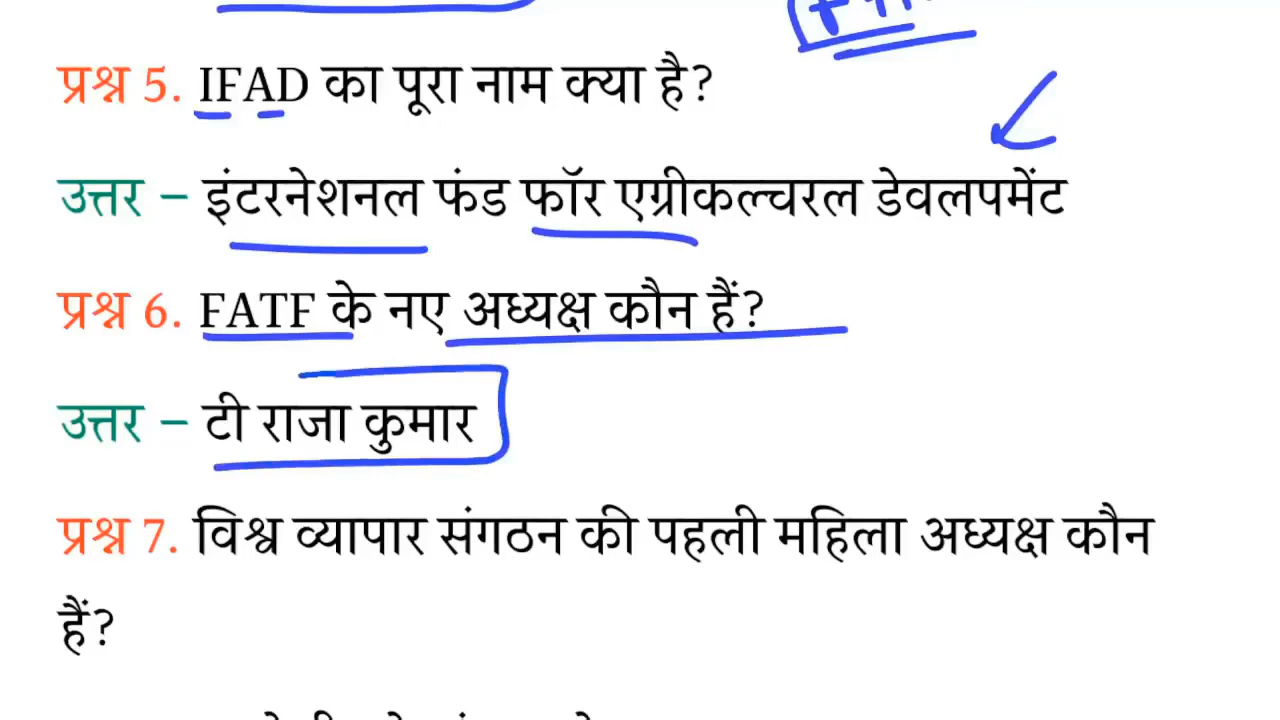 प्रश्न 5. IFAD का पूरा नाम क्या है?
उत्तर – इंटरनेशनल फंड फॉर एग्रीकल्चरल डेवलपमेंट
प्रश्न 6. FATF के नए अध्यक्ष कौन हैं?
उत्तर – टी राजा कुमार
प्रश्न 7. विश्व व्यापार संगठन की पहली महिला अध्यक्ष कौन
हैं?